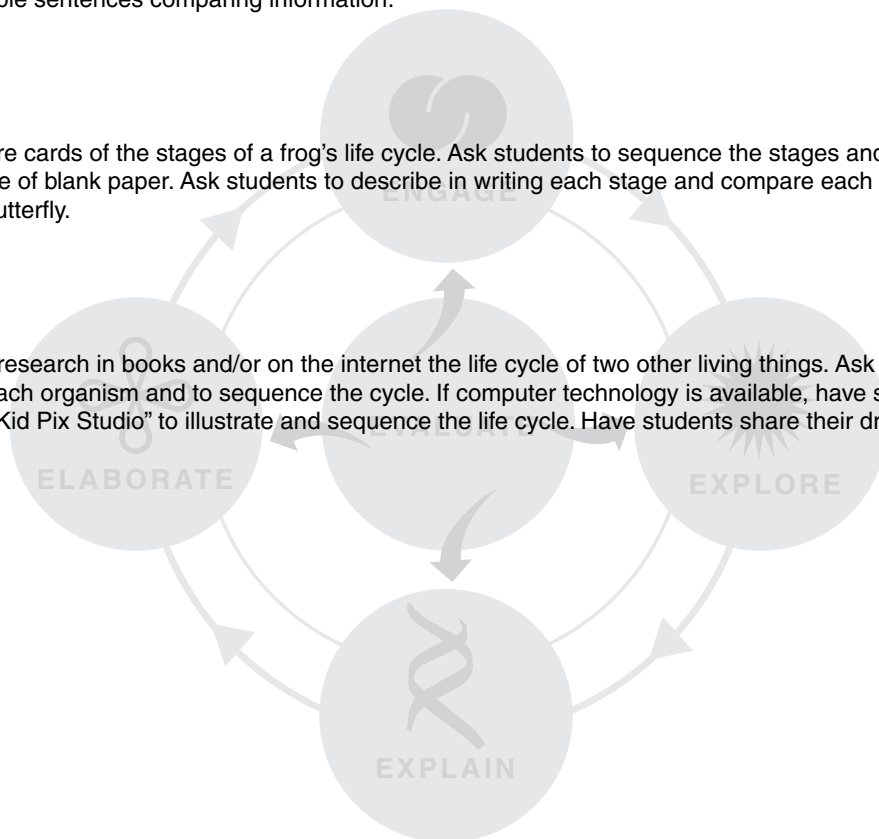 ple sentences comparing information.
re cards of the stages of a frog's life cycle. Ask students to sequence the stages and
e of blank paper. Ask students to describe in writing each stage and compare each
utterfly.
ENGAGE
research in books and/or on the internet the life cycle of two other living things. Ask
ach organism and to sequence the cycle. If computer technology is available, have s
Kid Pix Studio” to illustrate and sequence the life cycle. Have students share their dr
EVALUATE
ELABORATE
EXPLORE
EXPLAIN